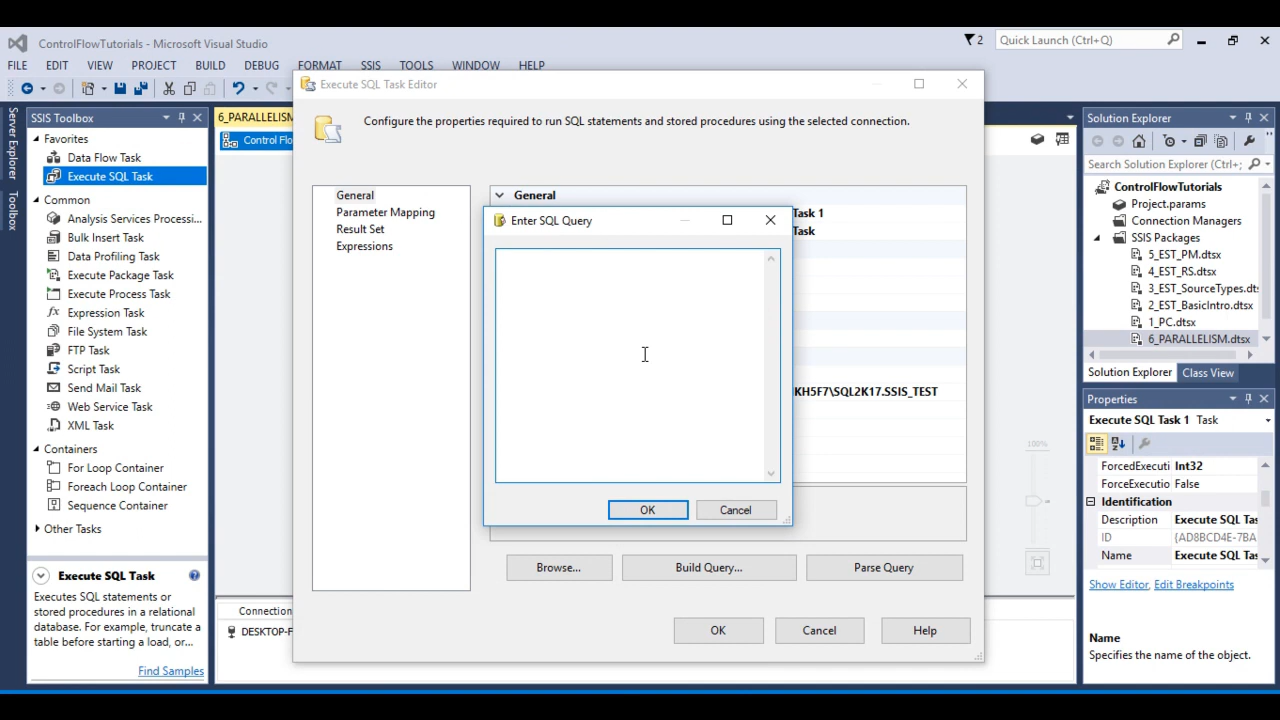 ControlFlowTutorials - Microsoft Visual Studio
2
Quick Launch (Ctrl+Q)
FILE EDIT VIEW PROJECT BUILD DEBUG FORMAT SSIS TOOLS WINDOW HELP
Server Explorer
Toolbox
SSIS Toolbox
Favorites
Data Flow Task
Execute SQL Task
Common
Analysis Services Processi...
Bulk Insert Task
Data Profiling Task
Execute Package Task
Execute Process Task
Expression Task
File System Task
FTP Task
Script Task
Send Mail Task
Web Service Task
XML Task
Containers
For Loop Container
Foreach Loop Container
Sequence Container
Other Tasks
Execute SQL Task
Executes SQL statements or
stored procedures in a relational
database. For example, truncate a
table before starting a load, or...
Find Samples
6_PARALLELISM
Control Flo
Connection
DESKTOP-F
Execute SQL Task Editor
Configure the properties required to run SQL statements and stored procedures using the selected connection.
General
Parameter Mapping
Result Set
Expressions
General
Task 1
Task
KH5F7\SQL2K17.SSIS_TEST
Enter SQL Query
OK Cancel
Browse... Build Query... Parse Query
OK Cancel Help
100%
Solution Explorer
Search Solution Explorer (Ctrl+;
ControlFlowTutorials
Project.params
Connection Managers
SSIS Packages
5_EST_PM.dtsx
4_EST_RS.dtsx
3_EST_SourceTypes.dts
2_EST_BasicIntro.dtsx
1_PC.dtsx
6_PARALLELISM.dtsx
Solution Explorer Class View
Properties
Execute SQL Task 1 Task
ForcedExecuti Int32
ForceExecutio False
Identification
Description Execute SQL Tas
ID {AD8BCD4E-7BA
Name Execute SQL Tas
Show Editor, Edit Breakpoints
Name
Specifies the name of the object.